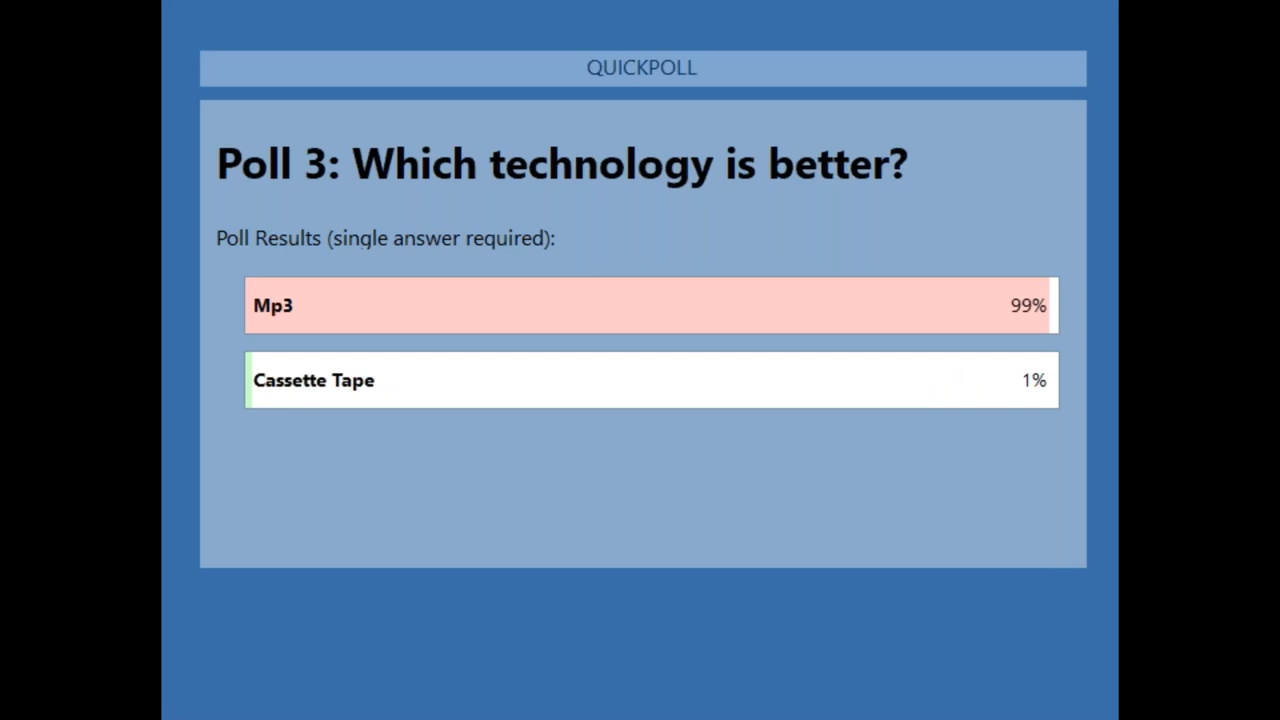 QUICKPOLL
Poll 3: Which technology is better?
Poll Results (single answer required):
Mp3 99%
Cassette Tape 1%